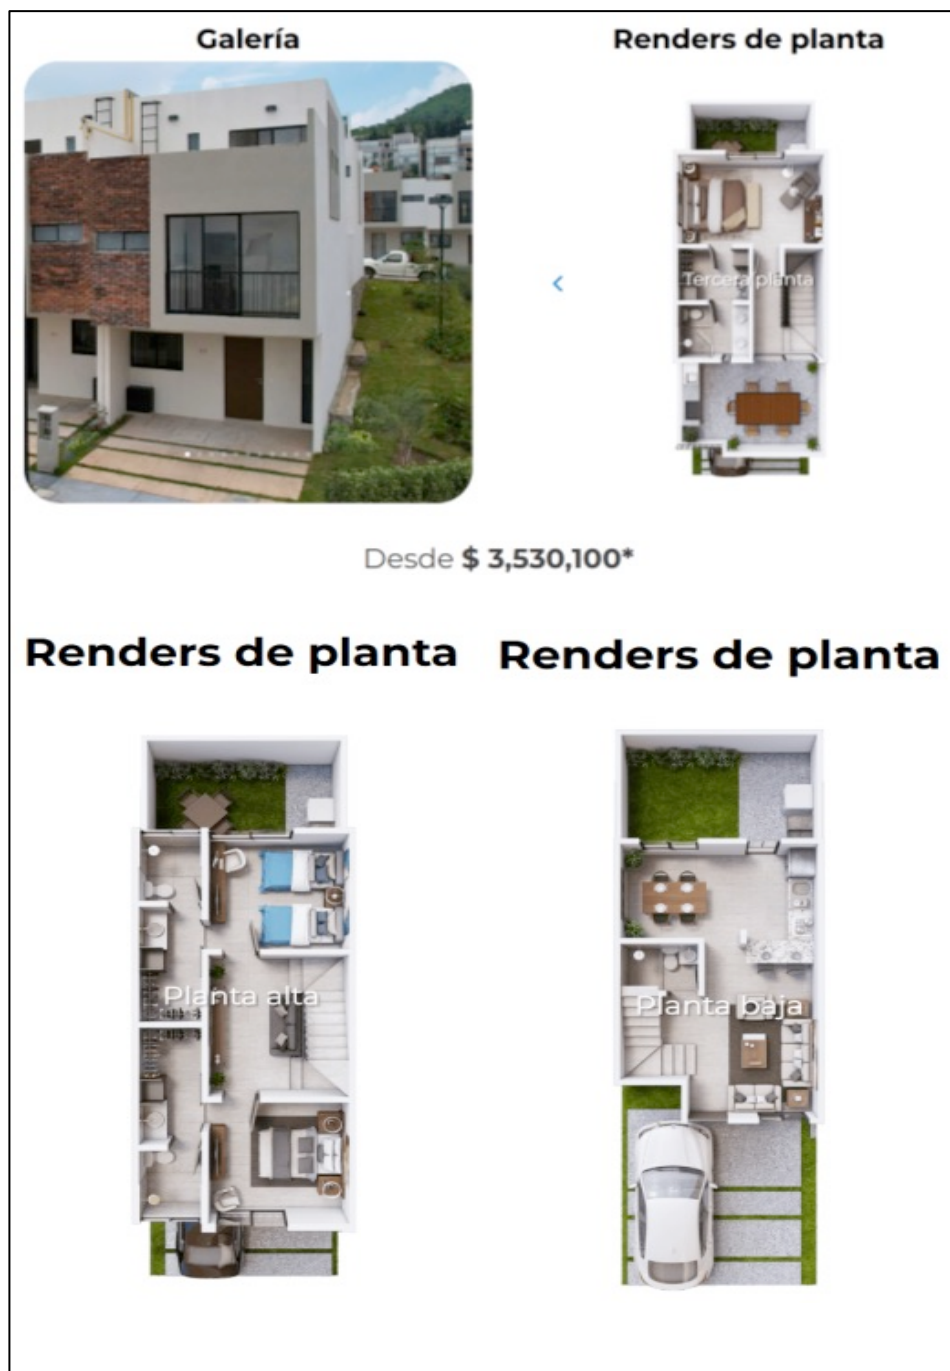 Galería
Renders de planta
Tercera planta
Desde $ 3,530,100*
Renders de planta
Renders de planta
Planta alta
Planta baja